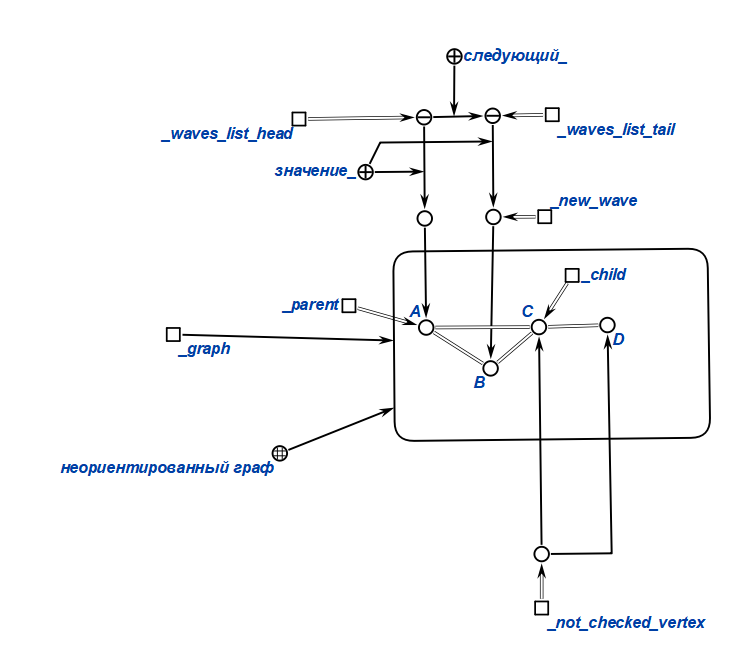 следующий_
_waves_list_head
_waves_list_tail
значение_
_new_wave
_child
_parent
A
C
_graph
D
B
неориентированный граф
_not_checked_vertex